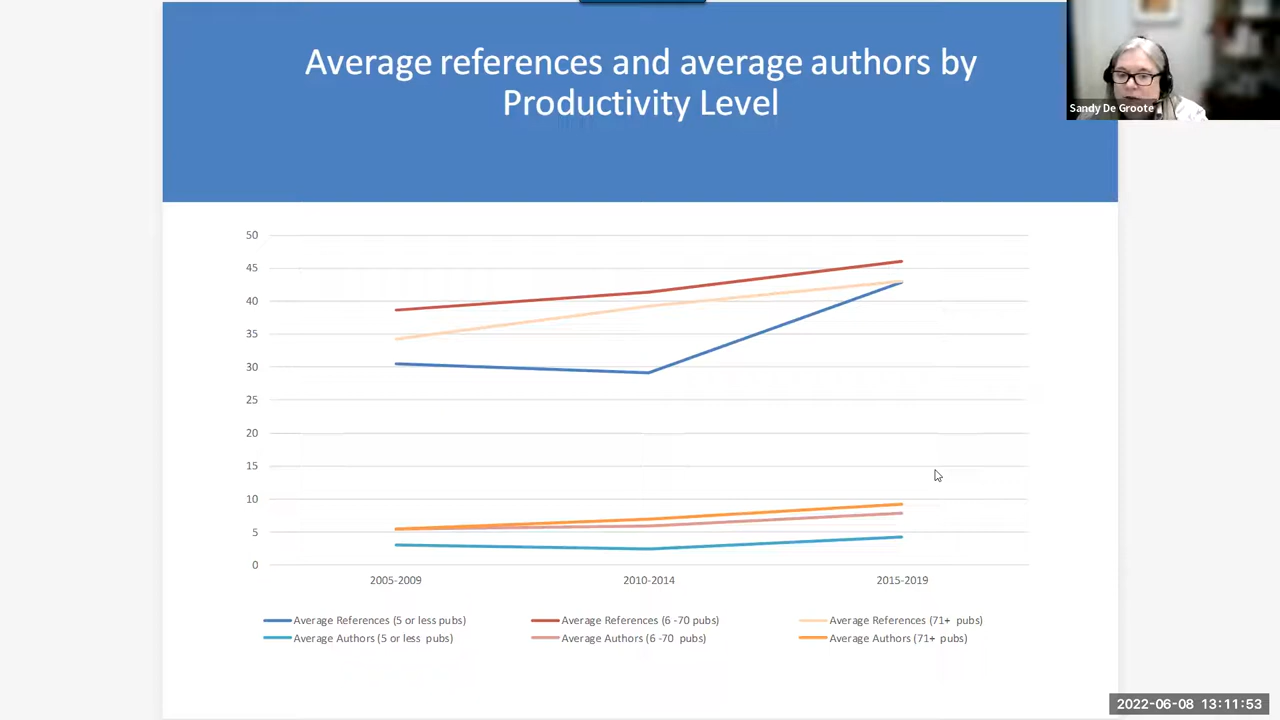 Average references and average authors by
Productivity Level
Sandy De Groote
50
45
40
35
30
25
20
15
10
5
0
2005-2009
2010-2014
2015-2019
Average References (5 or less pubs)
Average References (6 -70 pubs)
Average References (71+ pubs)
Average Authors (5 or less pubs)
Average Authors (6 -70 pubs)
Average Authors (71+ pubs)
2022-06-08 13:11:53